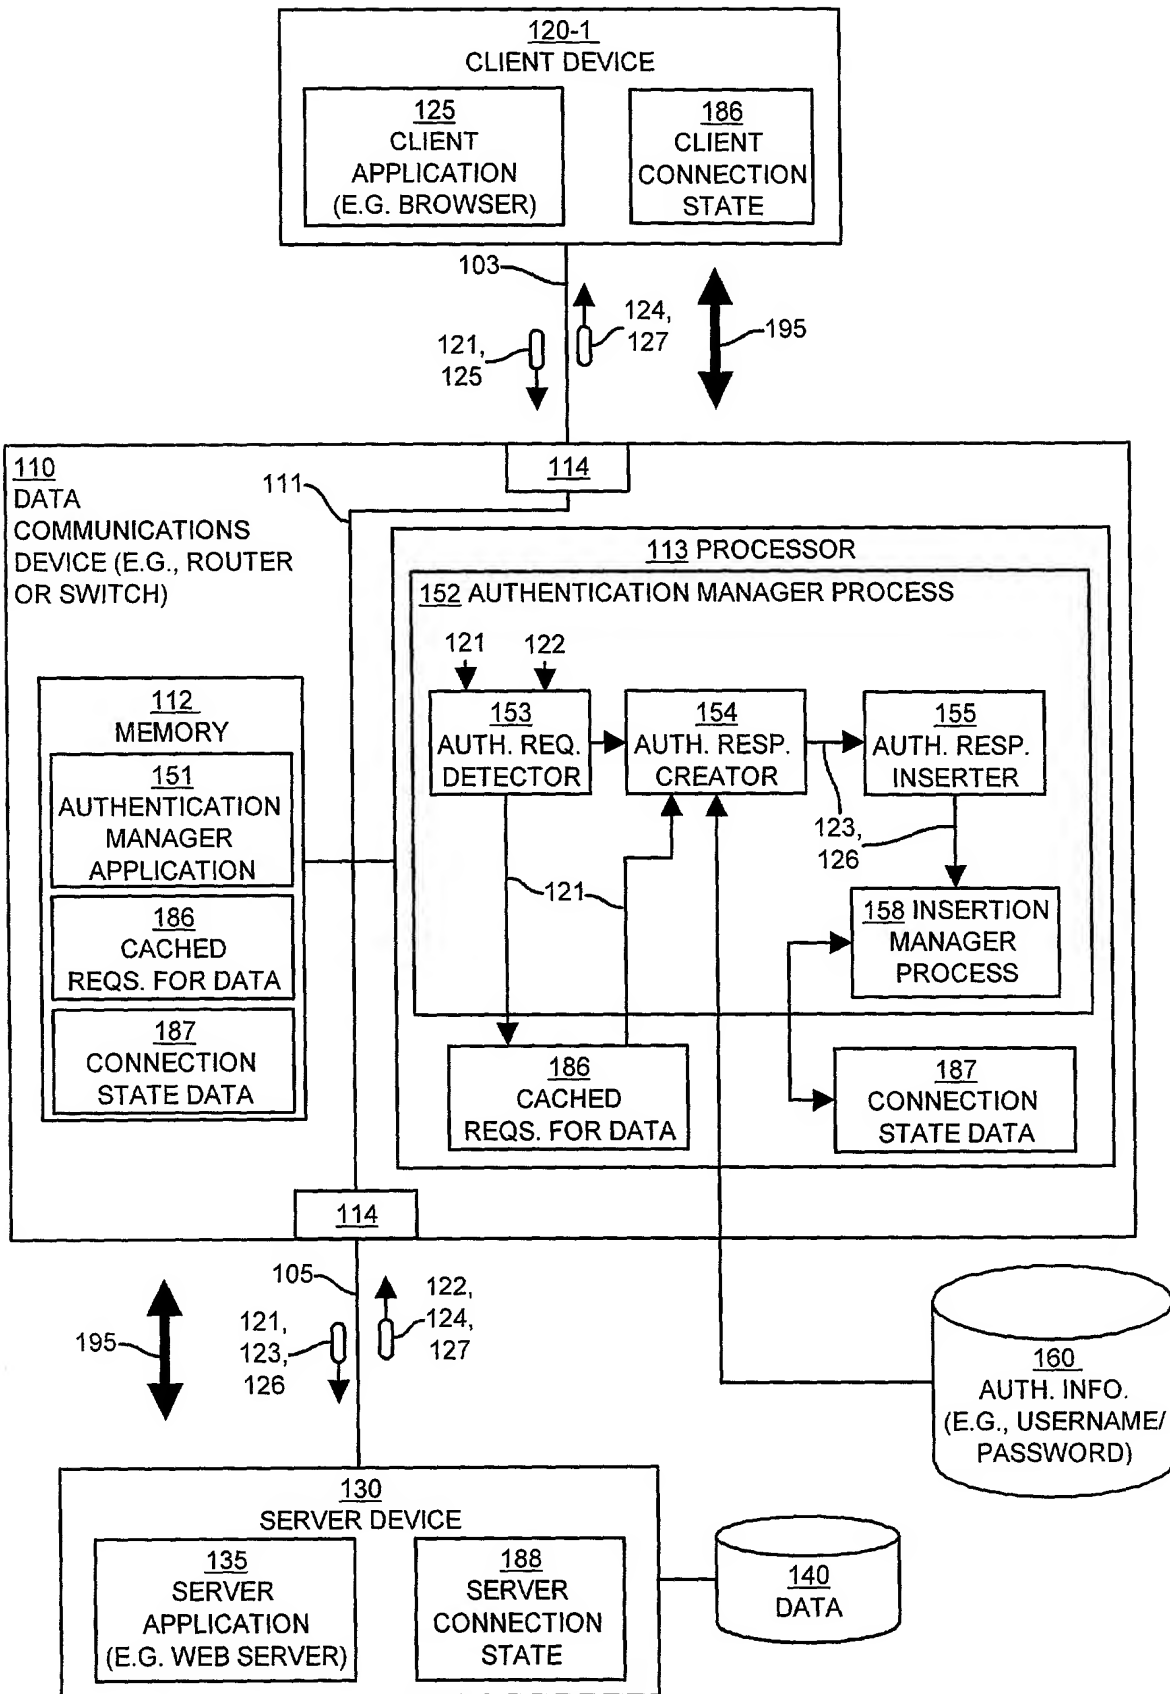 120-1
CLIENT DEVICE
125
CLIENT
APPLICATION
(E.G. BROWSER)
186
CLIENT
CONNECTION
STATE
103
121,
125
124,
127
195
110
DATA
COMMUNICATIONS
DEVICE (E.G., ROUTER
OR SWITCH)
111
114
113 PROCESSOR
152 AUTHENTICATION MANAGER PROCESS
121
122
153
AUTH. REQ.
DETECTOR
154
AUTH. RESP.
CREATOR
155
AUTH. RESP.
INSERTER
123,
126
123,
126
121
158 INSERTION
MANAGER
PROCESS
112
MEMORY
151
AUTHENTICATION
MANAGER
APPLICATION
186
CACHED
REQS. FOR DATA
187
CONNECTION
STATE DATA
186
CACHED
REQS. FOR DATA
187
CONNECTION
STATE DATA
114
105
195
121,
123,
126
122,
124,
127
160
AUTH. INFO.
(E.G., USERNAME/
PASSWORD)
130
SERVER DEVICE
135
SERVER
APPLICATION
(E.G. WEB SERVER)
188
SERVER
CONNECTION
STATE
140
DATA